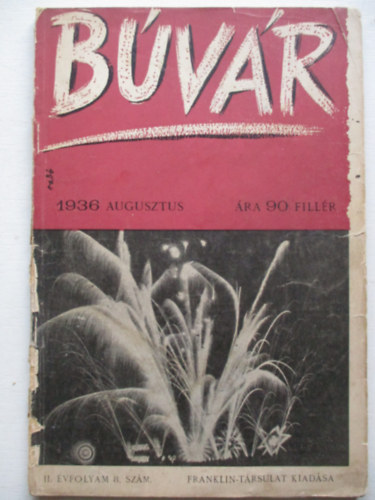 BÚVÁR
1936 AUGUSZTUS ÁRA 90 FILLÉR
II. ÉVFOLYAM 8. SZÁM. FRANKLIN-TÁRSULAT KIADÁSA